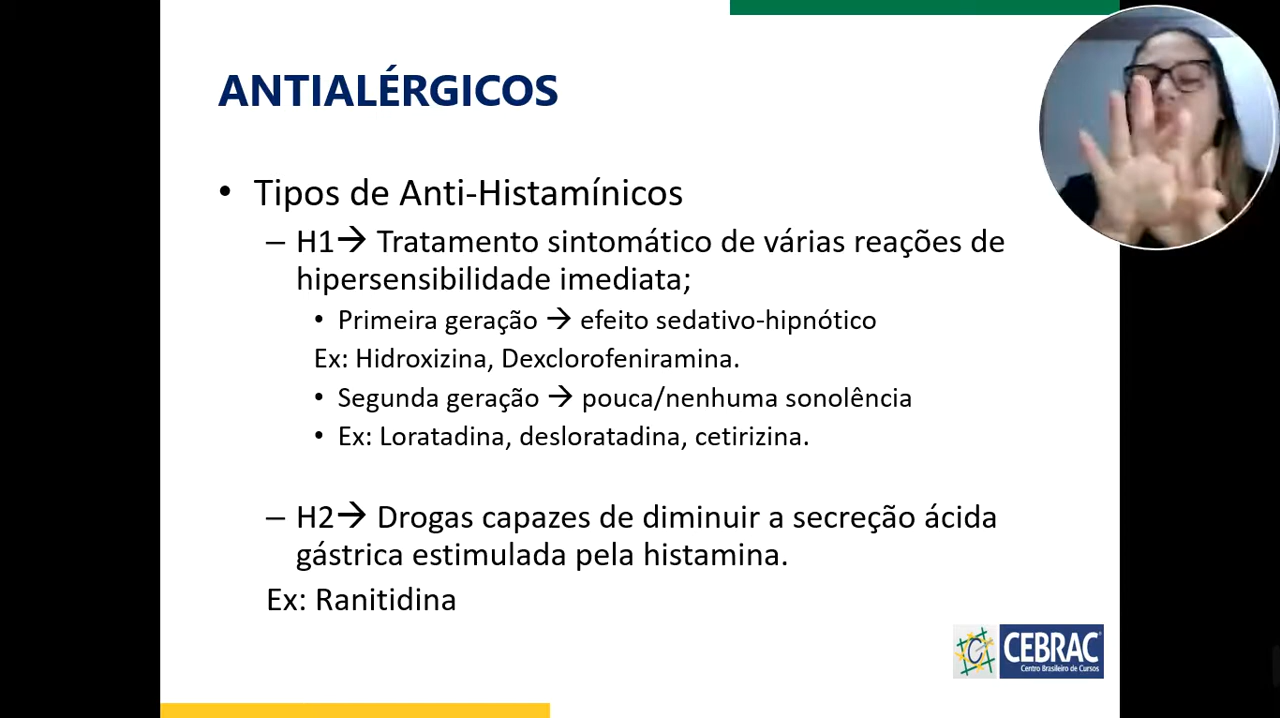 ANTIALÉRGICOS
• Tipos de Anti-Histamínicos
– H1→ Tratamento sintomático de várias reações de
hipersensibilidade imediata;
• Primeira geração → efeito sedativo-hipnótico
Ex: Hidroxizina, Dexclorofeniramina.
• Segunda geração → pouca/nenhuma sonolência
• Ex: Loratadina, desloratadina, cetirizina.
– H2→ Drogas capazes de diminuir a secreção ácida
gástrica estimulada pela histamina.
Ex: Ranitidina
CEBRAC
Centro Brasileiro de Cursos